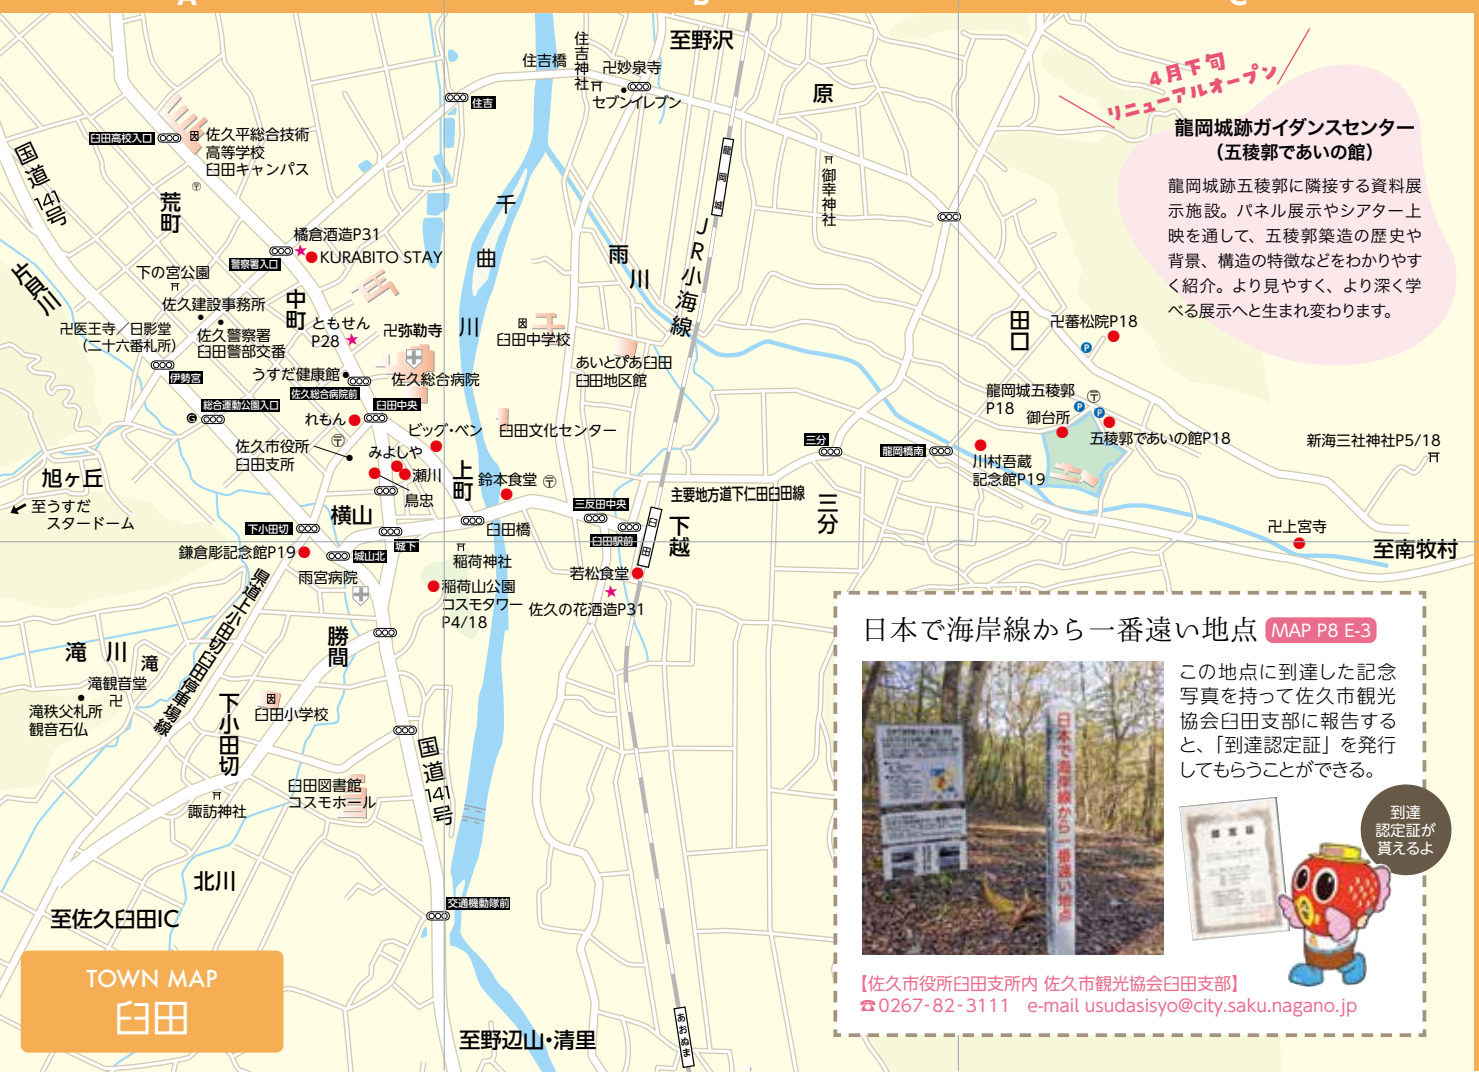 A
B
C
至野沢
住吉橋
住吉神社
卍妙泉寺
セブンイレブン
住吉
原
臼田高校入口
佐久平総合技術
高等学校
臼田キャンパス
国道141号
荒町
千曲川
雨川
JR小海線
龍岡城
御幸神社
橘倉酒造P31
KURABITO STAY
警察署入口
片貝川
下の宮公園
佐久建設事務所
中町
ともせん
P28
卍弥勒寺
卍医王寺／日影堂
(二十六番札所)
佐久警察署
臼田警部交番
臼田中学校
あいとぴあ臼田
臼田地区館
うすだ健康館
佐久総合病院
伊勢宮
佐久総合病院前
総合運動公園入口
臼田中央
れもん
ビッグ・ベン
臼田文化センター
佐久市役所
臼田支所
みよしや
瀬川
鳥忠
上町
鈴本食堂
旭ヶ丘
至うすだ
スタードーム
横山
下小田切
臼田橋
三反田中央
主要地方道下仁田臼田線
三分
三分
龍岡橋南
下越
臼田
臼田駅前
田口
卍蕃松院P18
龍岡城五稜郭
P18
御台所
五稜郭であいの館P18
川村吾蔵
記念館P19
新海三社神社P5/18
卍上宮寺
至南牧村
鎌倉彫記念館P19
城山北
城下
稲荷神社
雨宮病院
稲荷山公園
コスモタワー
P4/18
若松食堂
佐久の花酒造P31
県道上小田切臼田停車場線
勝間
滝川
滝
滝観音堂
卍
滝秩父札所
観音石仏
下小田切
臼田小学校
国道141号
臼田図書館
コスモホール
諏訪神社
北川
至佐久臼田IC
交通機動隊前
至野辺山・清里
あおぬま
TOWN MAP
臼田
4月下旬
リニューアルオープン
龍岡城跡ガイダンスセンター
（五稜郭であいの館）
龍岡城跡五稜郭に隣接する資料展
示施設。パネル展示やシアター上
映を通して、五稜郭築造の歴史や
背景、構造の特徴などをわかりやす
く紹介。より見やすく、より深く学
べる展示へと生まれ変わります。
日本で海岸線から一番遠い地点 MAP P8 E-3
この地点に到達した記念
写真を持って佐久市観光
協会臼田支部に報告する
と、「到達認定証」を発行
してもらうことができる。
日本で海岸線から一番遠い地点
認定証
到達
認定証が
貰えるよ
【佐久市役所臼田支所内 佐久市観光協会臼田支部】
☎0267-82-3111 e-mail usudasisyo@city.saku.nagano.jp